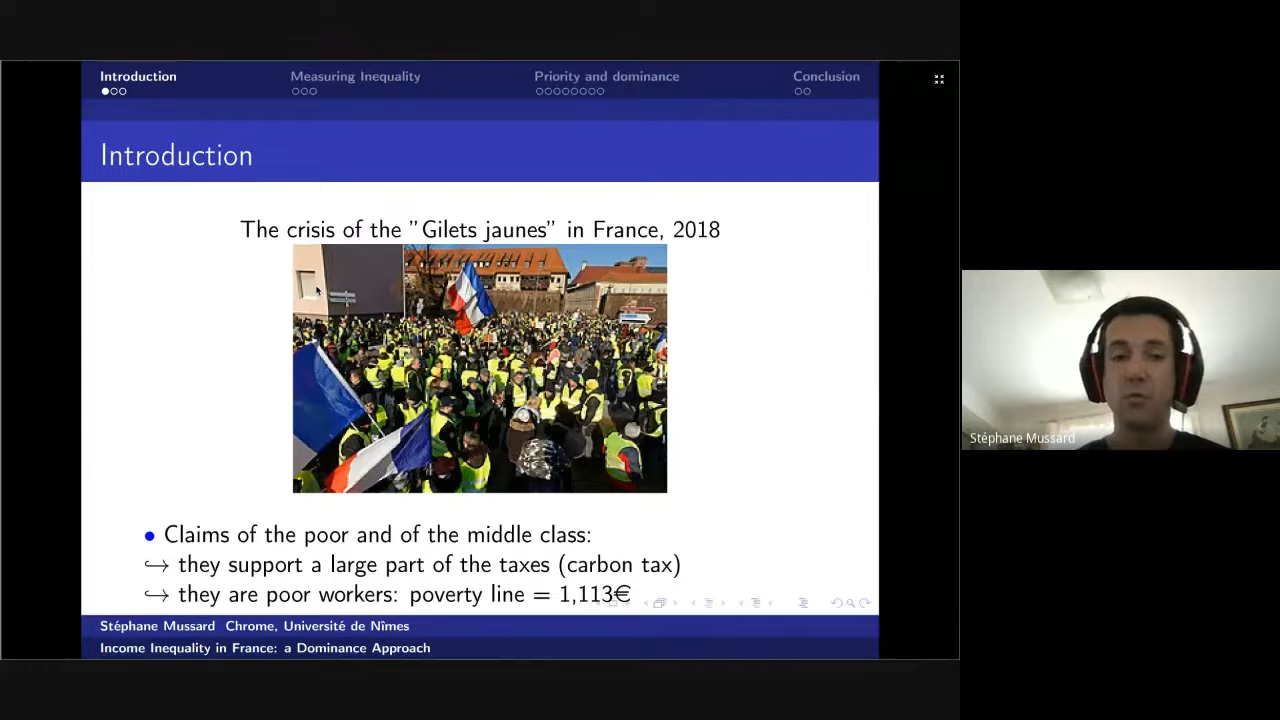 Introduction
Measuring Inequality
Priority and dominance
Conclusion
Introduction
The crisis of the ”Gilets jaunes” in France, 2018
• Claims of the poor and of the middle class:
↪ they support a large part of the taxes (carbon tax)
↪ they are poor workers: poverty line = 1,113€
Stéphane Mussard Chrome, Université de Nîmes
Income Inequality in France: a Dominance Approach
Stéphane Mussard